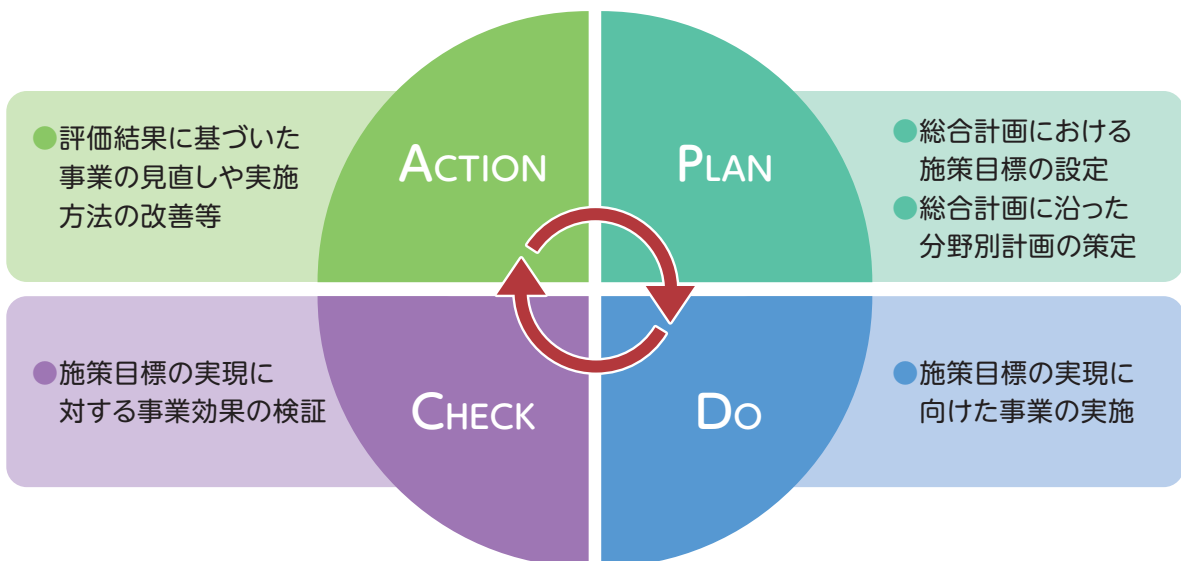 ACTION
●評価結果に基づいた
事業の見直しや実施
方法の改善等
PLAN
●総合計画における
施策目標の設定
●総合計画に沿った
分野別計画の策定
CHECK
●施策目標の実現に
対する事業効果の検証
DO
●施策目標の実現に
向けた事業の実施